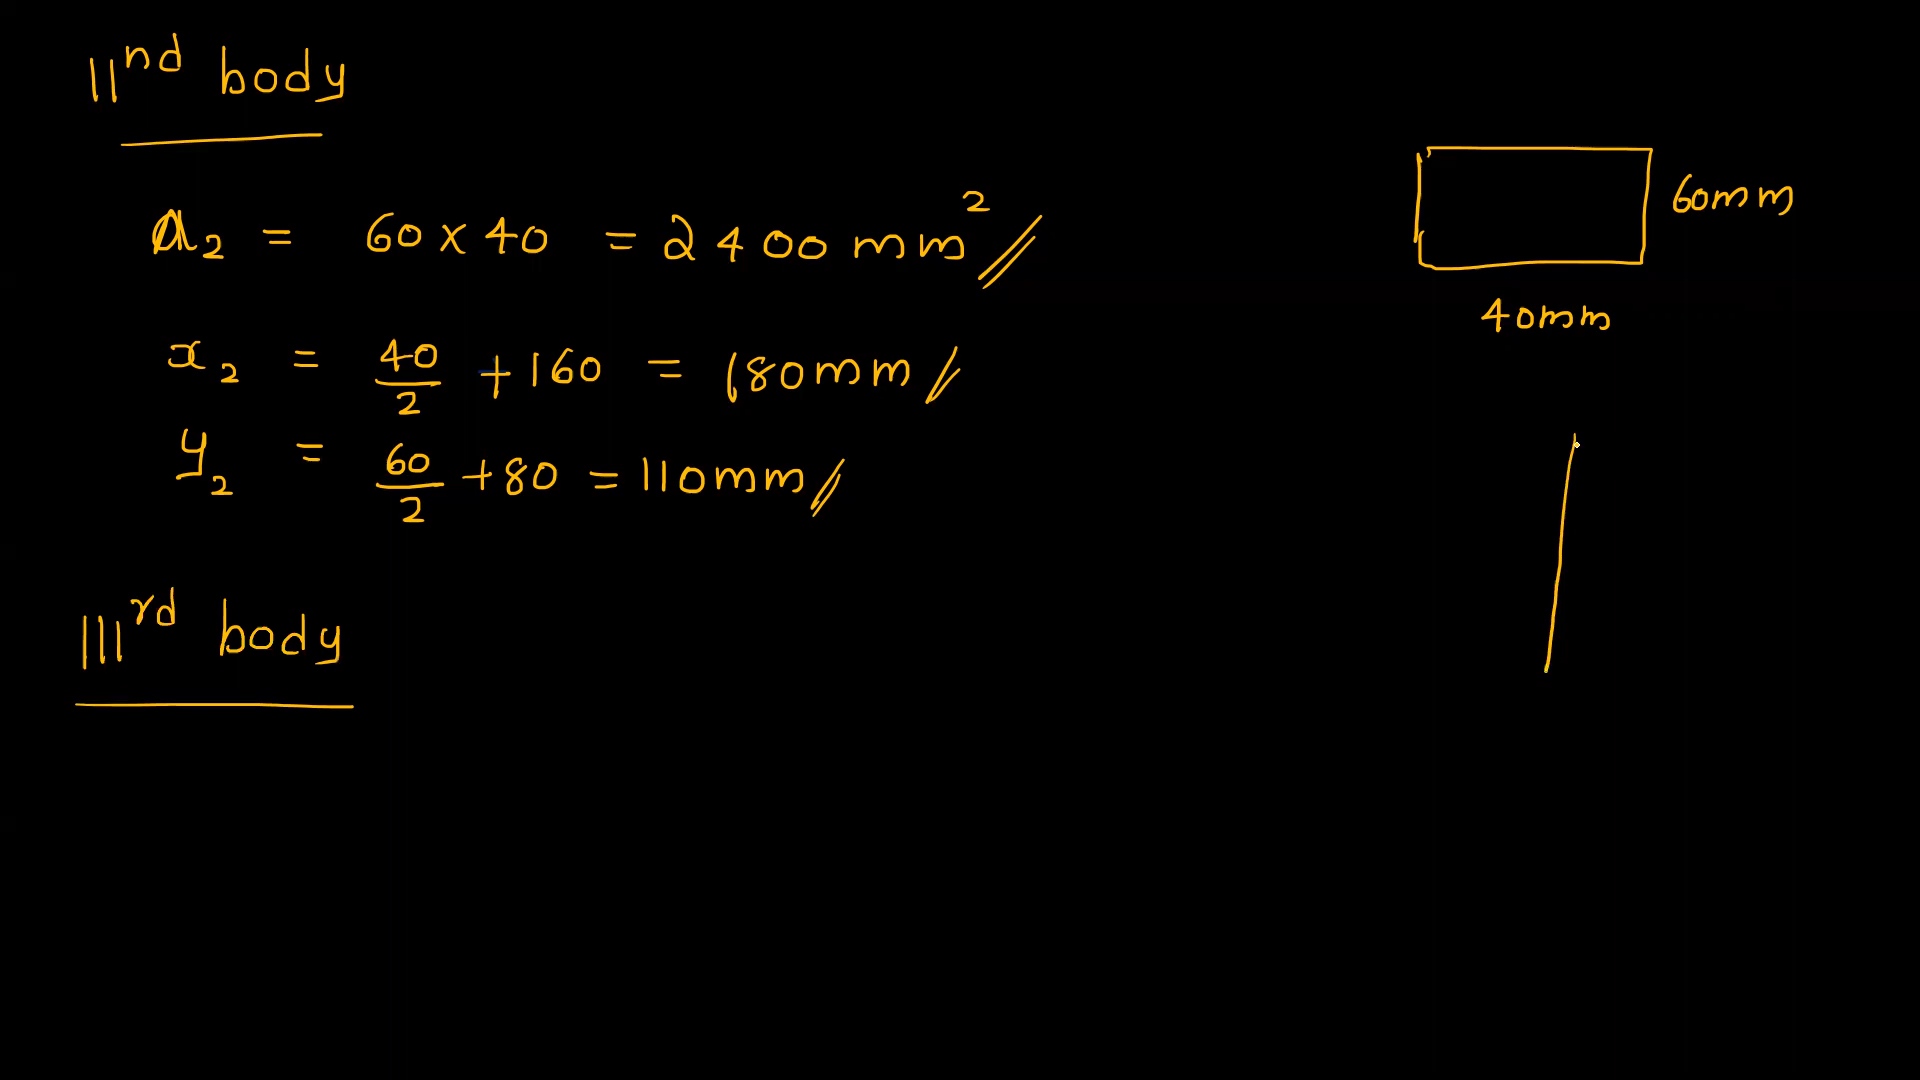 IInd body
a2 = 60 x 40 = 2400 mm²
60mm
40mm
x2 = 40/2 + 160 = 180mm
y2 = 60/2 + 80 = 110mm
IIIrd body